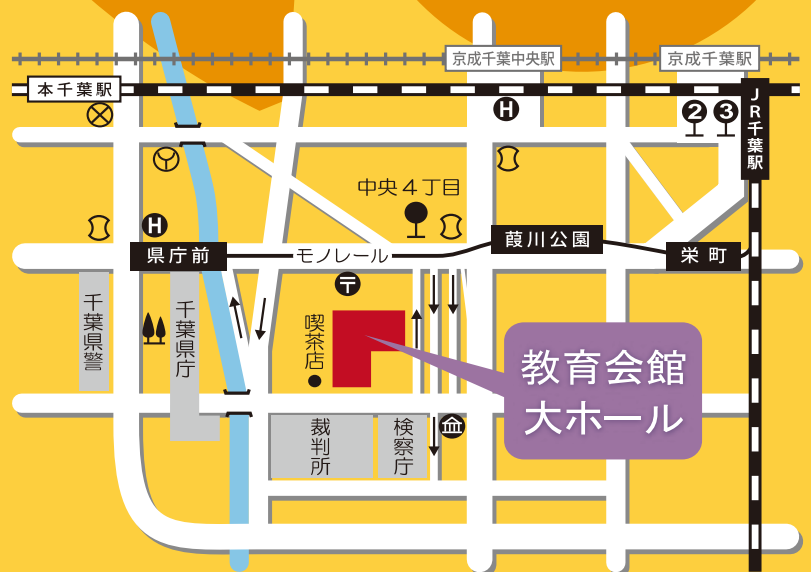 京成千葉中央駅
京成千葉駅
本千葉駅
JR千葉駅
H
2
3
中央4丁目
H
県庁前
モノレール
葭川公園
栄町
〒
千葉県警
千葉県庁
喫茶店
教育会館
大ホール
裁判所
検察庁